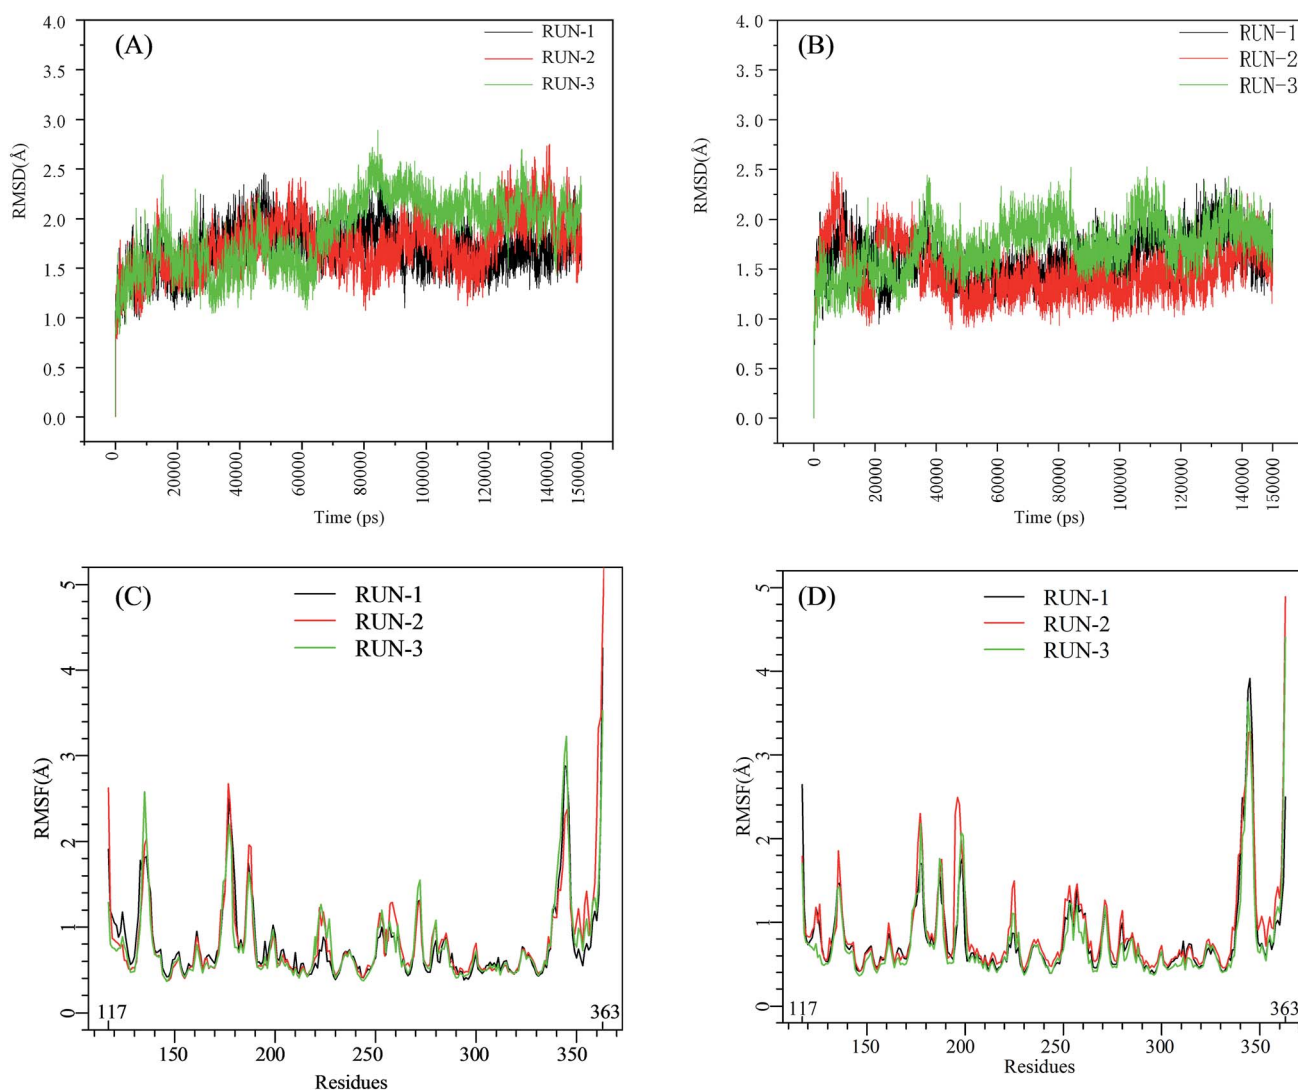 (A)
RUN-1
RUN-2
RUN-3
4.0
3.5
3.0
2.5
2.0
1.5
1.0
0.5
0.0
RMSD(Å)
0
20000
40000
60000
80000
100000
120000
140000
150000
Time (ps)
(B)
RUN-1
RUN-2
RUN-3
4.0
3.5
3.0
2.5
2.0
1.5
1.0
0.5
0.0
RMSD(Å)
0
20000
40000
60000
80000
100000
120000
140000
150000
Time (ps)
(C)
RUN-1
RUN-2
RUN-3
5
4
3
2
1
0
RMSF(Å)
117
363
150
200
250
300
350
Residues
(D)
RUN-1
RUN-2
RUN-3
5
4
3
2
1
0
RMSF(Å)
117
363
150
200
250
300
350
Residues